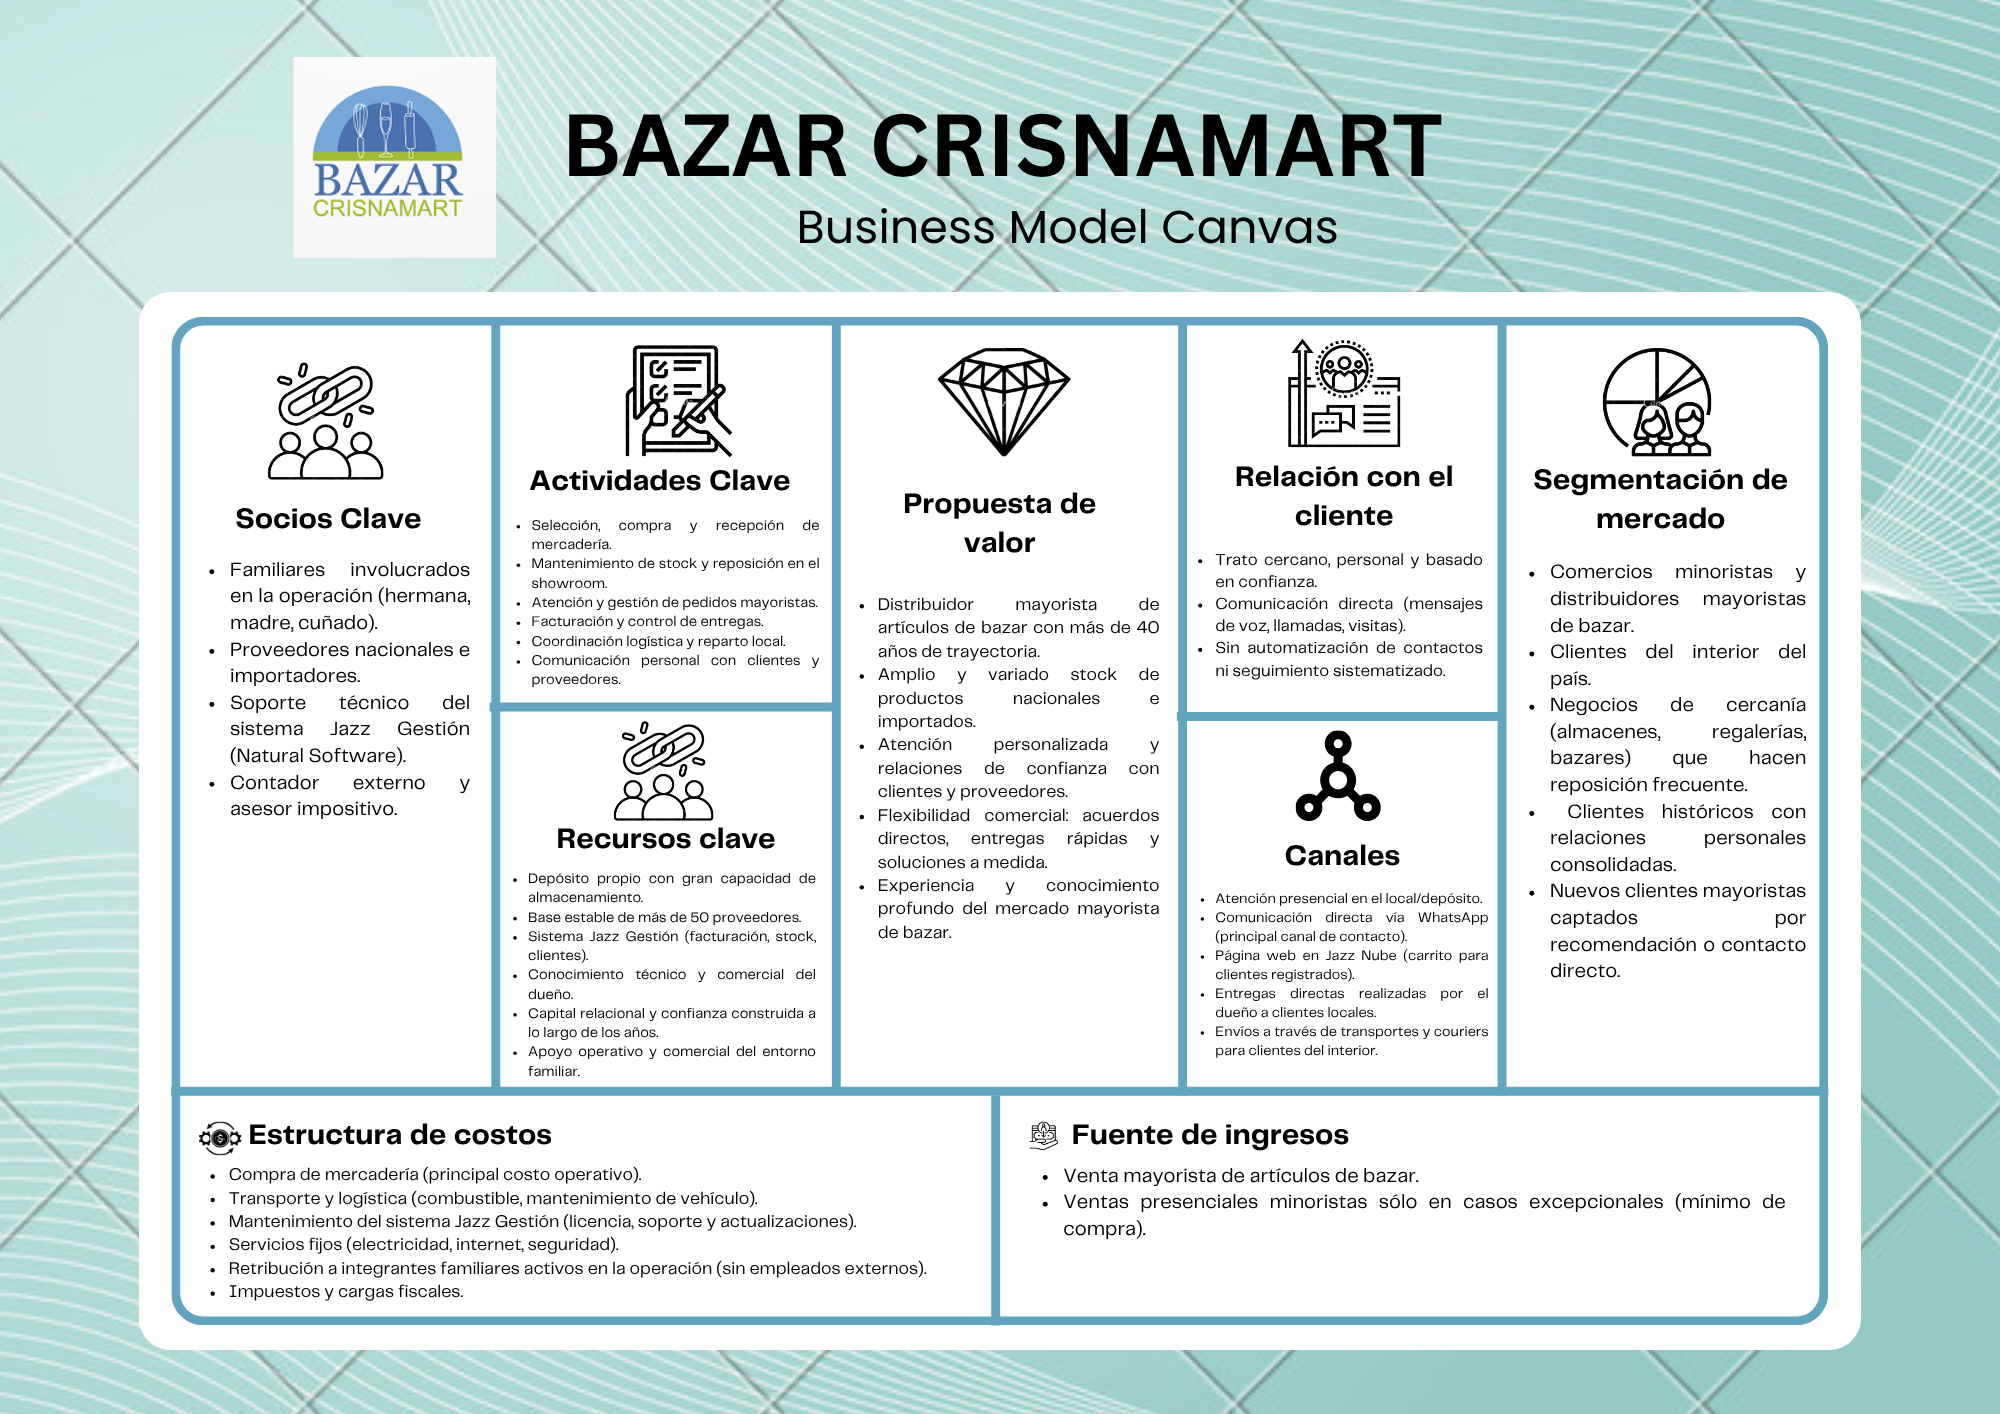 BAZAR
CRISNAMART
BAZAR CRISNAMART
Business Model Canvas
Socios Clave
• Familiares involucrados
en la operación (hermana,
madre, cuñado).
• Proveedores nacionales e
importadores.
• Soporte técnico del
sistema Jazz Gestión
(Natural Software).
• Contador externo y
asesor impositivo.
Actividades Clave
• Selección, compra y recepción de
mercadería.
• Mantenimiento de stock y reposición en el
showroom.
• Atención y gestión de pedidos mayoristas.
• Facturación y control de entregas.
• Coordinación logística y reparto local.
• Comunicación personal con clientes y
proveedores.
Recursos clave
• Depósito propio con gran capacidad de
almacenamiento.
• Base estable de más de 50 proveedores.
• Sistema Jazz Gestión (facturación, stock,
clientes).
• Conocimiento técnico y comercial del
dueño.
• Capital relacional y confianza construida a
lo largo de los años.
• Apoyo operativo y comercial del entorno
familiar.
Propuesta de
valor
• Distribuidor mayorista de
artículos de bazar con más de 40
años de trayectoria.
• Amplio y variado stock de
productos nacionales e
importados.
• Atención personalizada y
relaciones de confianza con
clientes y proveedores.
• Flexibilidad comercial: acuerdos
directos, entregas rápidas y
soluciones a medida.
• Experiencia y conocimiento
profundo del mercado mayorista
de bazar.
Relación con el
cliente
• Trato cercano, personal y basado
en confianza.
• Comunicación directa (mensajes
de voz, llamadas, visitas).
• Sin automatización de contactos
ni seguimiento sistematizado.
Canales
• Atención presencial en el local/depósito.
• Comunicación directa vía WhatsApp
(principal canal de contacto).
• Página web en Jazz Nube (carrito para
clientes registrados).
• Entregas directas realizadas por el
dueño a clientes locales.
• Envíos a través de transportes y couriers
para clientes del interior.
Segmentación de
mercado
• Comercios minoristas y
distribuidores mayoristas
de bazar.
• Clientes del interior del
país.
• Negocios de cercanía
(almacenes, regalerías,
bazares) que hacen
reposición frecuente.
• Clientes históricos con
relaciones personales
consolidadas.
• Nuevos clientes mayoristas
captados por
recomendación o contacto
directo.
Estructura de costos
• Compra de mercadería (principal costo operativo).
• Transporte y logística (combustible, mantenimiento de vehículo).
• Mantenimiento del sistema Jazz Gestión (licencia, soporte y actualizaciones).
• Servicios fijos (electricidad, internet, seguridad).
• Retribución a integrantes familiares activos en la operación (sin empleados externos).
• Impuestos y cargas fiscales.
Fuente de ingresos
• Venta mayorista de artículos de bazar.
• Ventas presenciales minoristas sólo en casos excepcionales (mínimo de
compra).